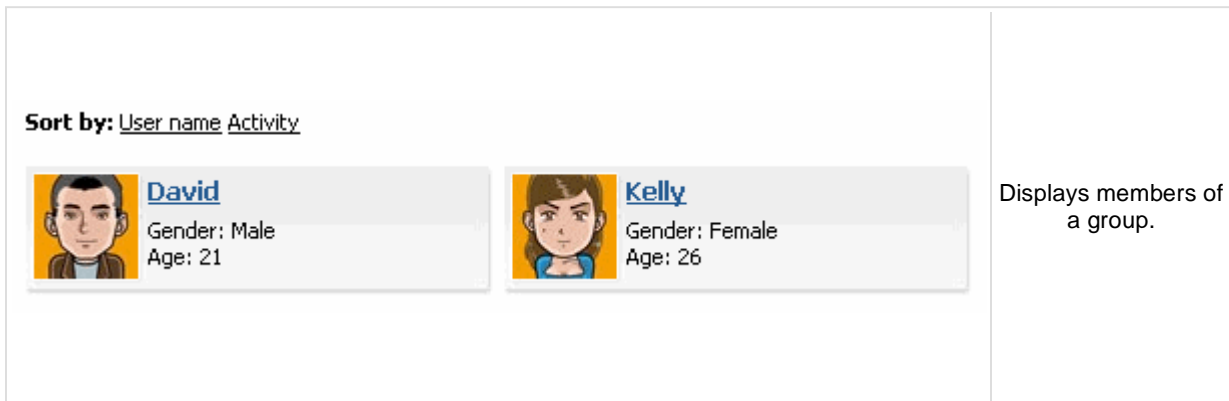 Sort by: User name Activity
David
Gender: Male
Age: 21
Kelly
Gender: Female
Age: 26
Displays members of
a group.